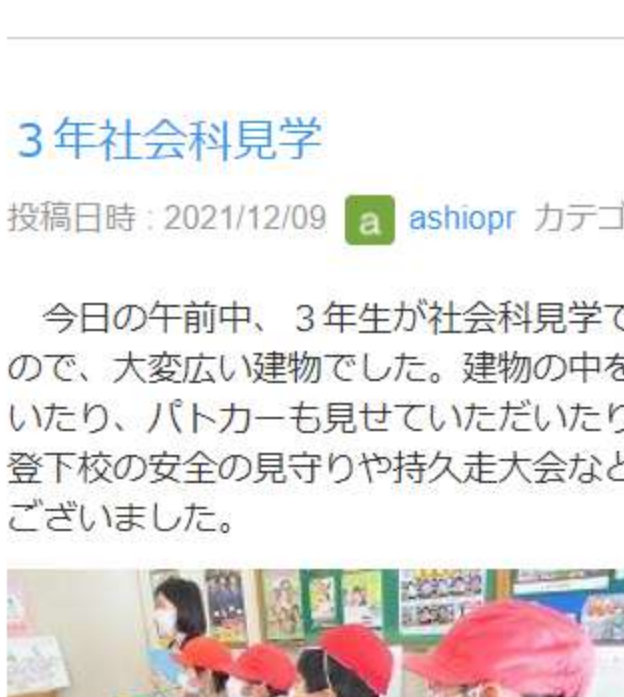 ３年社会科見学
投稿日時 : 2021/12/09 a ashiopr カテゴ
今日の午前中、３年生が社会科見学で
ので、大変広い建物でした。建物の中を
いたり、パトカーも見せていただいたり
登下校の安全の見守りや持久走大会など
ございました。